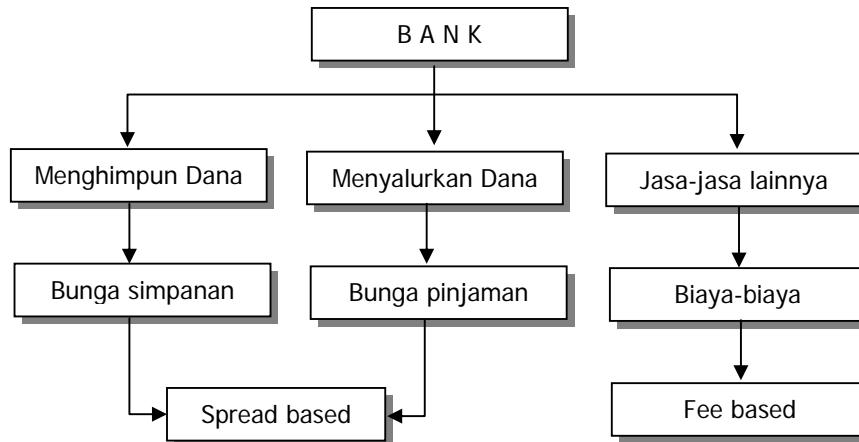 B A N K
Menghimpun Dana
Menyalurkan Dana
Jasa-jasa lainnya
Bunga simpanan
Bunga pinjaman
Biaya-biaya
Spread based
Fee based